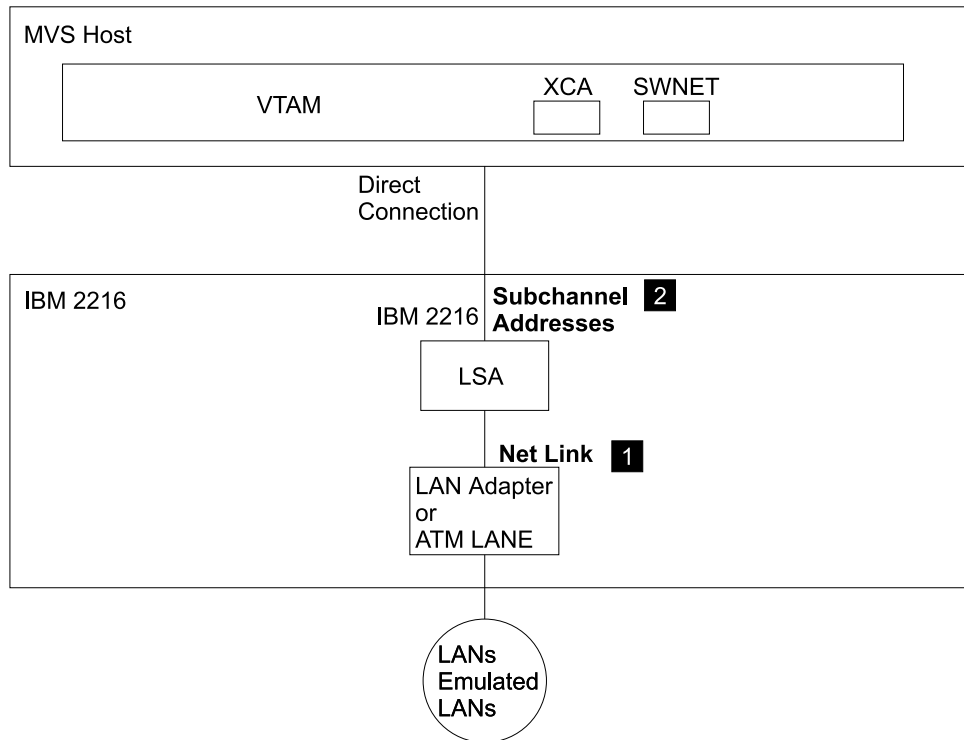 MVS Host
VTAM
XCA
SWNET
Direct
Connection
IBM 2216
IBM 2216
Subchannel 2
Addresses
LSA
Net Link 1
LAN Adapter
or
ATM LANE
LANs
Emulated
LANs